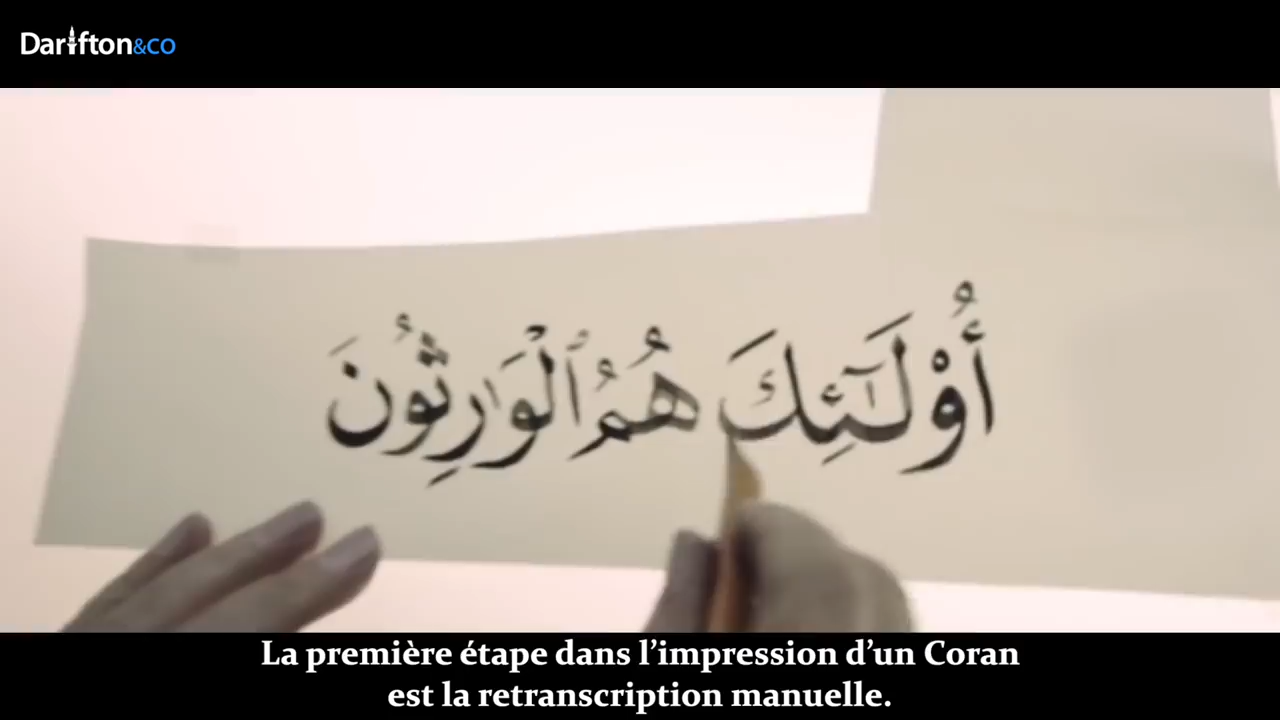 Darifton&co
أُوْلَـٰٓئِكَ هُمُ ٱلْوَٰرِثُونَ
La première étape dans l’impression d’un Coran
est la retranscription manuelle.